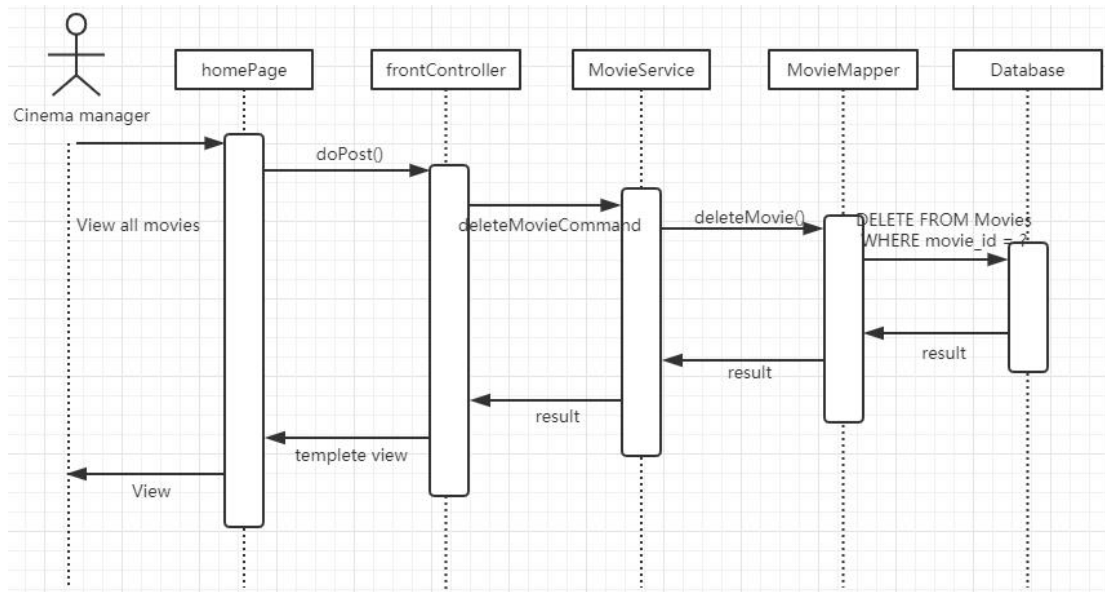 homePage
frontController
MovieService
MovieMapper
Database
Cinema manager
doPost()
View all movies
deleteMovieCommand
deleteMovie()
DELETE FROM Movies
WHERE movie_id = ?
result
result
result
templete view
View